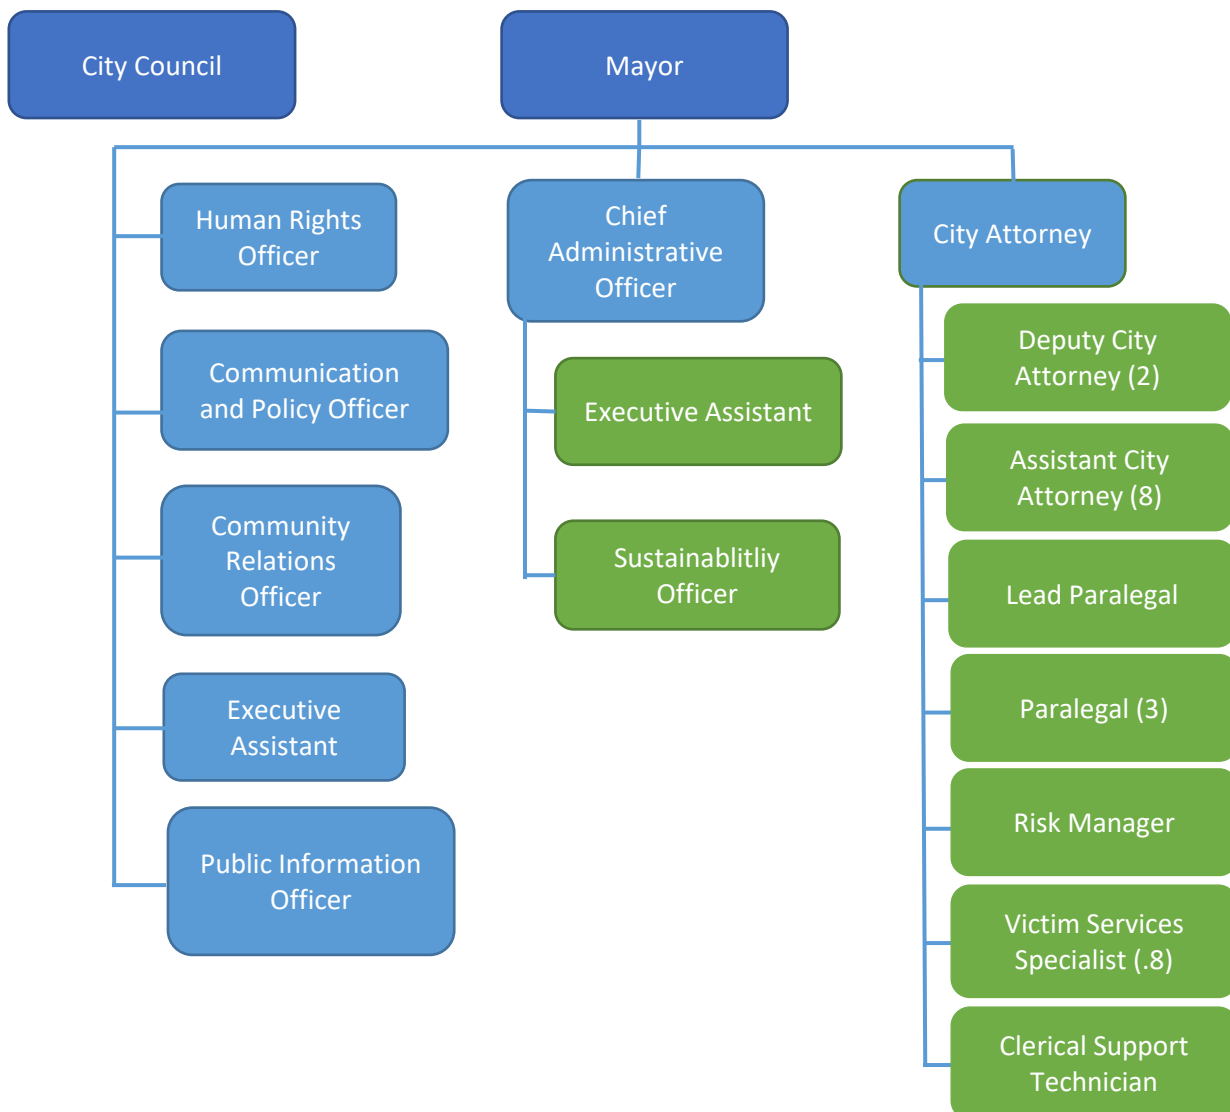 City Council
Mayor
Human Rights
Officer
Communication
and Policy Officer
Community
Relations
Officer
Executive
Assistant
Public Information
Officer
Chief
Administrative
Officer
Executive Assistant
Sustainablitliy
Officer
City Attorney
Deputy City
Attorney (2)
Assistant City
Attorney (8)
Lead Paralegal
Paralegal (3)
Risk Manager
Victim Services
Specialist (.8)
Clerical Support
Technician